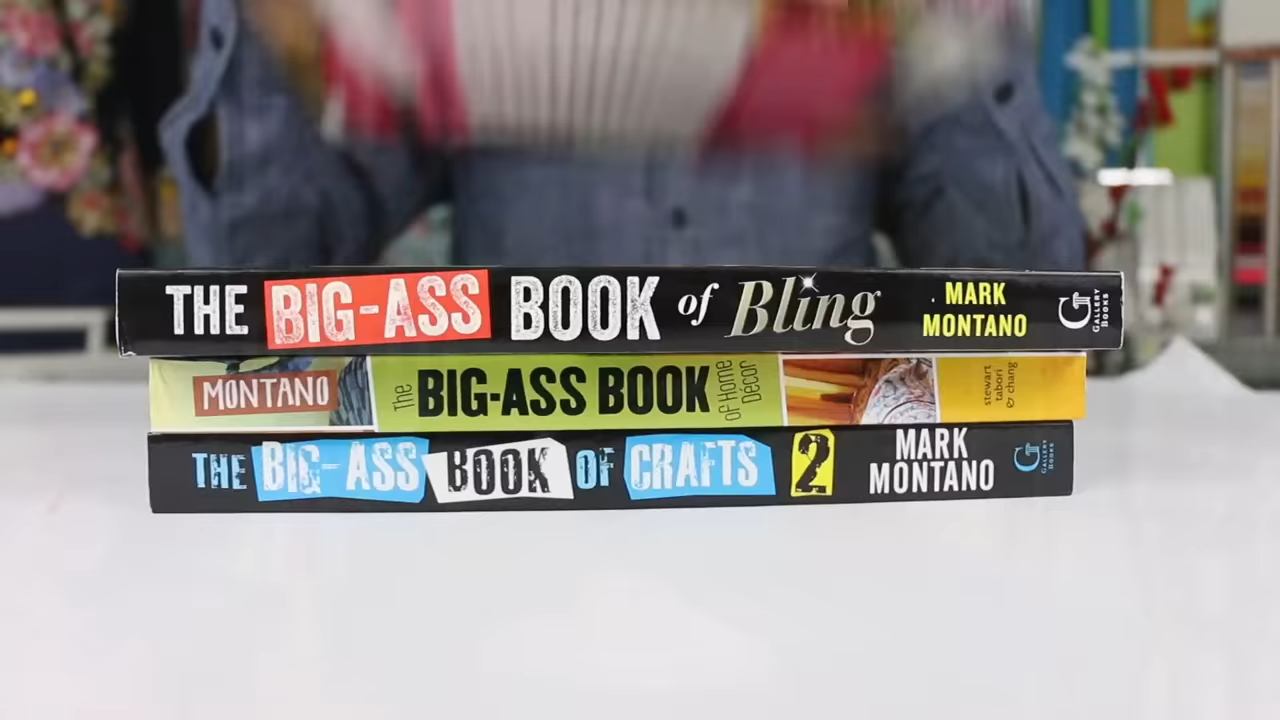 THE BIG-ASS BOOK of Bling
MARK
MONTANO
G
GALLERY
BOOKS
MONTANO
The BIG-ASS BOOK
of Home
Décor
stewart
tabori
& chang
THE BIG-ASS BOOK OF CRAFTS 2
MARK
MONTANO
G
GALLERY
BOOKS